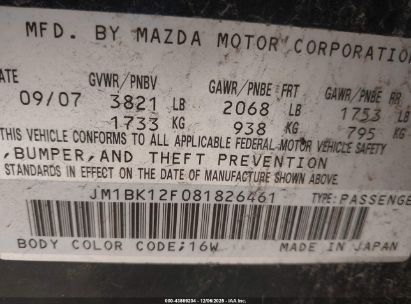 MFD. BY MAZDA MOTOR CORPORATION
DATE GVWR/PNBV GAWR/PNBE FRT GAWR/PNBE RR
09/07 3821 LB 2068 LB 1753 LB
1733 KG 938 KG 795 KG
THIS VEHICLE CONFORMS TO ALL APPLICABLE FEDERAL MOTOR VEHICLE SAFETY
,BUMPER,AND THEFT PREVENTION
STANDARDS IN EFFECT ON THE DATE OF MANUFACTURE SHOWN ABOVE.
JM1BK12F081826461 TYPE:PASSENGE
BODY COLOR CODE;16W MADE IN JAPAN